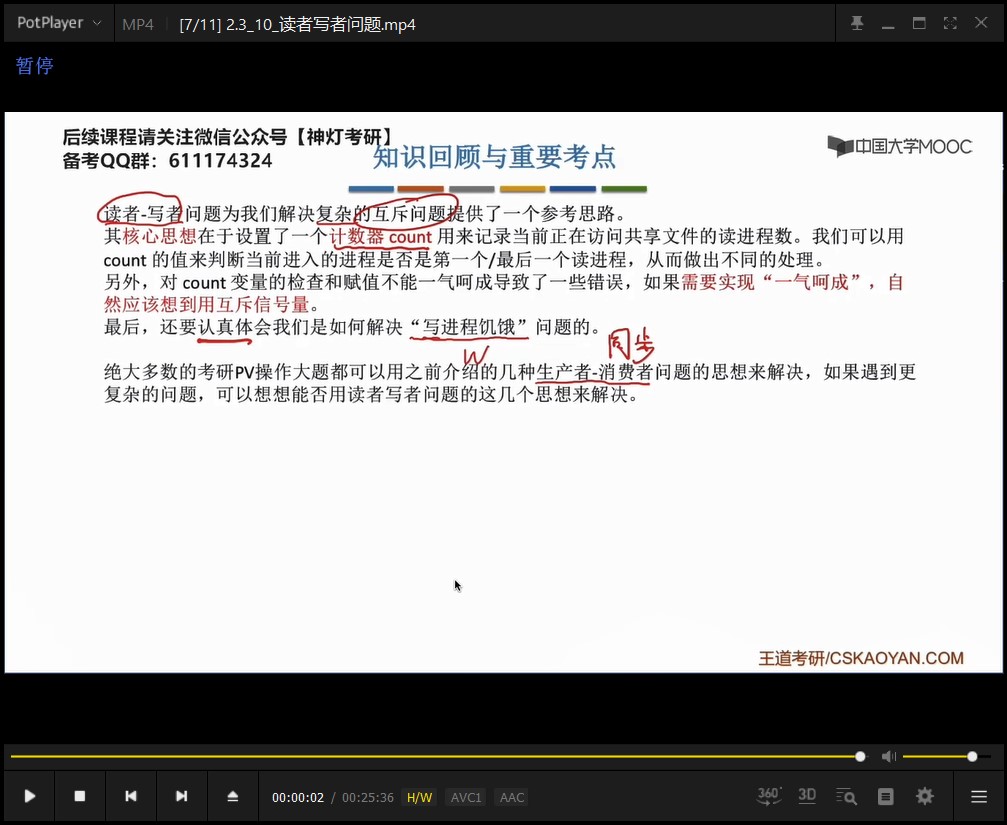 PotPlayer
MP4
[7/11] 2.3_10_读者写者问题.mp4
暂停
后续课程请关注微信公众号【神灯考研】
备考QQ群：611174324
知识回顾与重要考点
中国大学MOOC
读者-写者问题为我们解决复杂的互斥问题提供了一个参考思路。
其核心思想在于设置了一个计数器 count 用来记录当前正在访问共享文件的读进程数。我们可以用
count 的值来判断当前进入的进程是否是第一个/最后一个读进程，从而做出不同的处理。
另外，对 count 变量的检查和赋值不能一气呵成导致了一些错误，如果需要实现“一气呵成”，自
然应该想到用互斥信号量。
最后，还要认真体会我们是如何解决“写进程饥饿”问题的。
W
同步
绝大多数的考研PV操作大题都可以用之前介绍的几种生产者-消费者问题的思想来解决，如果遇到更
复杂的问题，可以想想能否用读者写者问题的这几个思想来解决。
王道考研/CSKAOYAN.COM
00:00:02 / 00:25:36 H/W AVC1 AAC
360° 3D